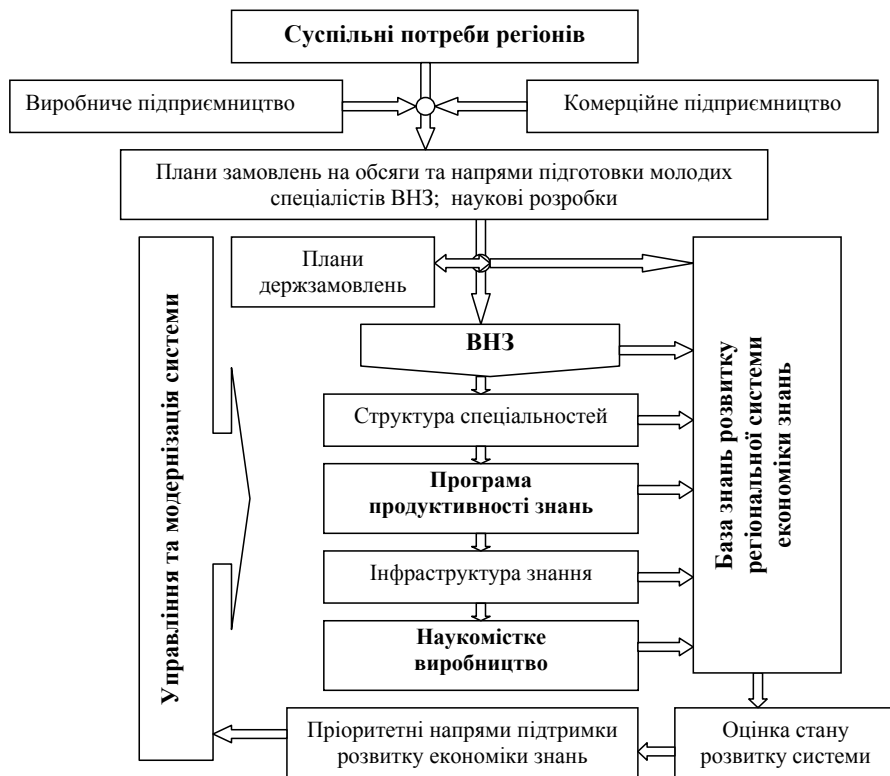 Суспільні потреби регіонів
Виробниче підприємництво
Комерційне підприємництво
Плани замовлень на обсяги та напрями підготовки молодих
спеціалістів ВНЗ; наукові розробки
Плани
держзамовлень
ВНЗ
Структура спеціальностей
Програма
продуктивності знань
Інфраструктура знання
Наукомістке
виробництво
Управління та модернізація системи
База знань розвитку
регіональної системи
економіки знань
Пріоритетні напрями підтримки
розвитку економіки знань
Оцінка стану
розвитку системи